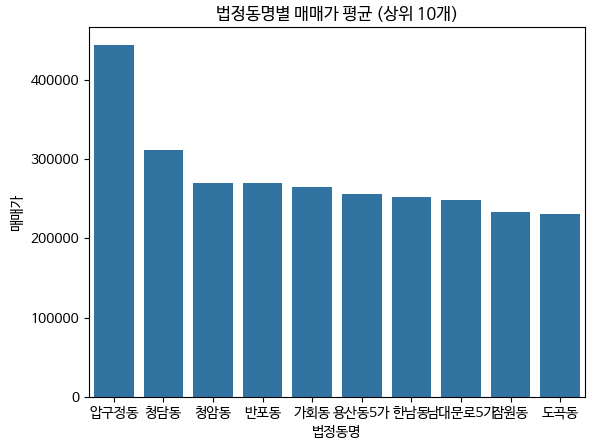 법정동명별 매매가 평균 (상위 10개)
매매가
400000
300000
200000
100000
0
압구정동 청담동 청암동 반포동 가회동 용산동5가 한남동 남대문로5가 잠원동 도곡동
법정동명